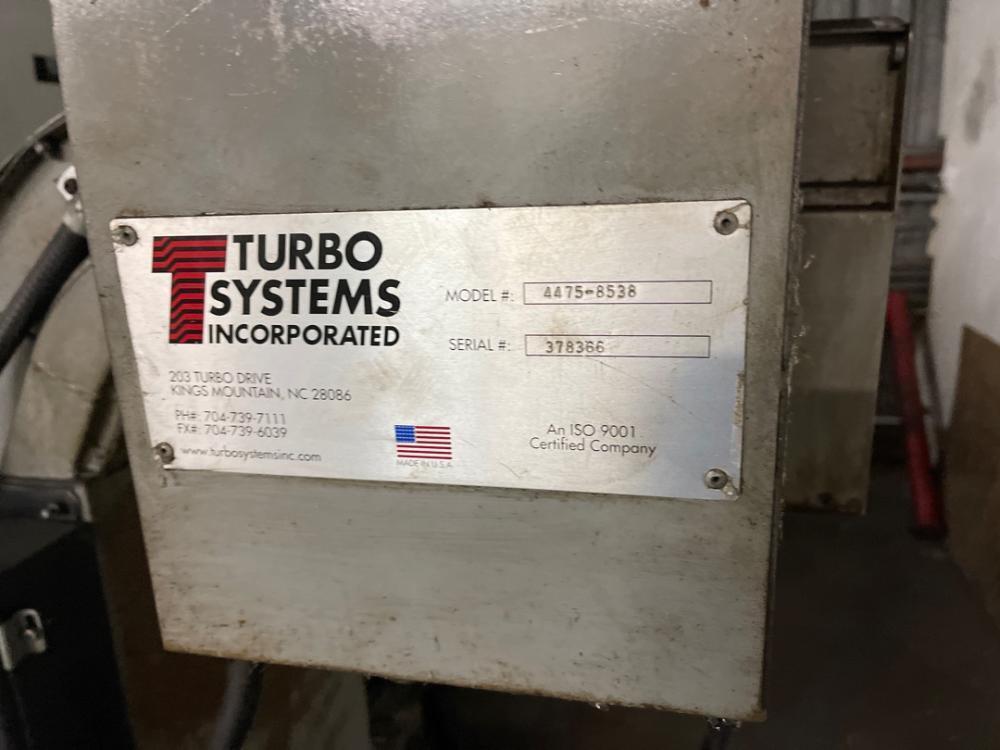 TURBO
SYSTEMS
INCORPORATED
MODEL #: 4475-8538
SERIAL #: 378366
203 TURBO DRIVE
KINGS MOUNTAIN, NC 28086
PH#: 704-739-7111
FX#: 704-739-6039
www.turbosystemsinc.com
MADE IN U.S.A.
An ISO 9001
Certified Company